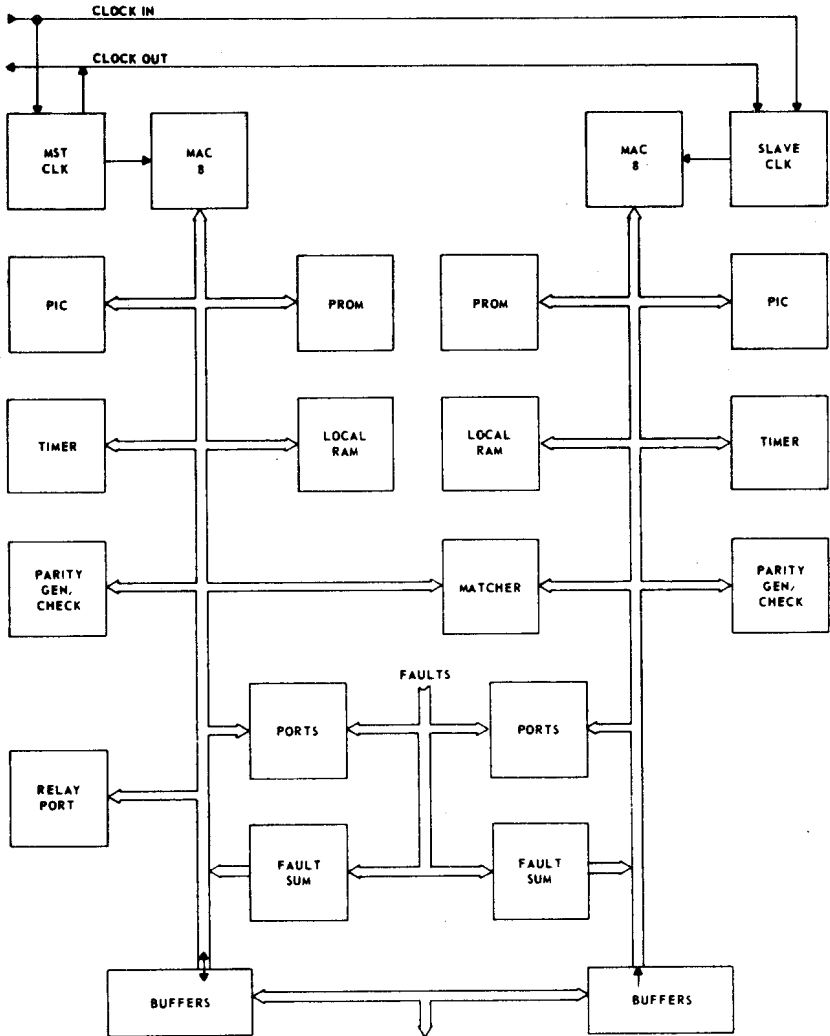 CLOCK IN
CLOCK OUT
MST
CLK
MAC
8
MAC
8
SLAVE
CLK
PIC
PROM
PROM
PIC
TIMER
LOCAL
RAM
LOCAL
RAM
TIMER
PARITY
GEN,
CHECK
MATCHER
PARITY
GEN,
CHECK
FAULTS
PORTS
PORTS
RELAY
PORT
FAULT
SUM
FAULT
SUM
BUFFERS
BUFFERS